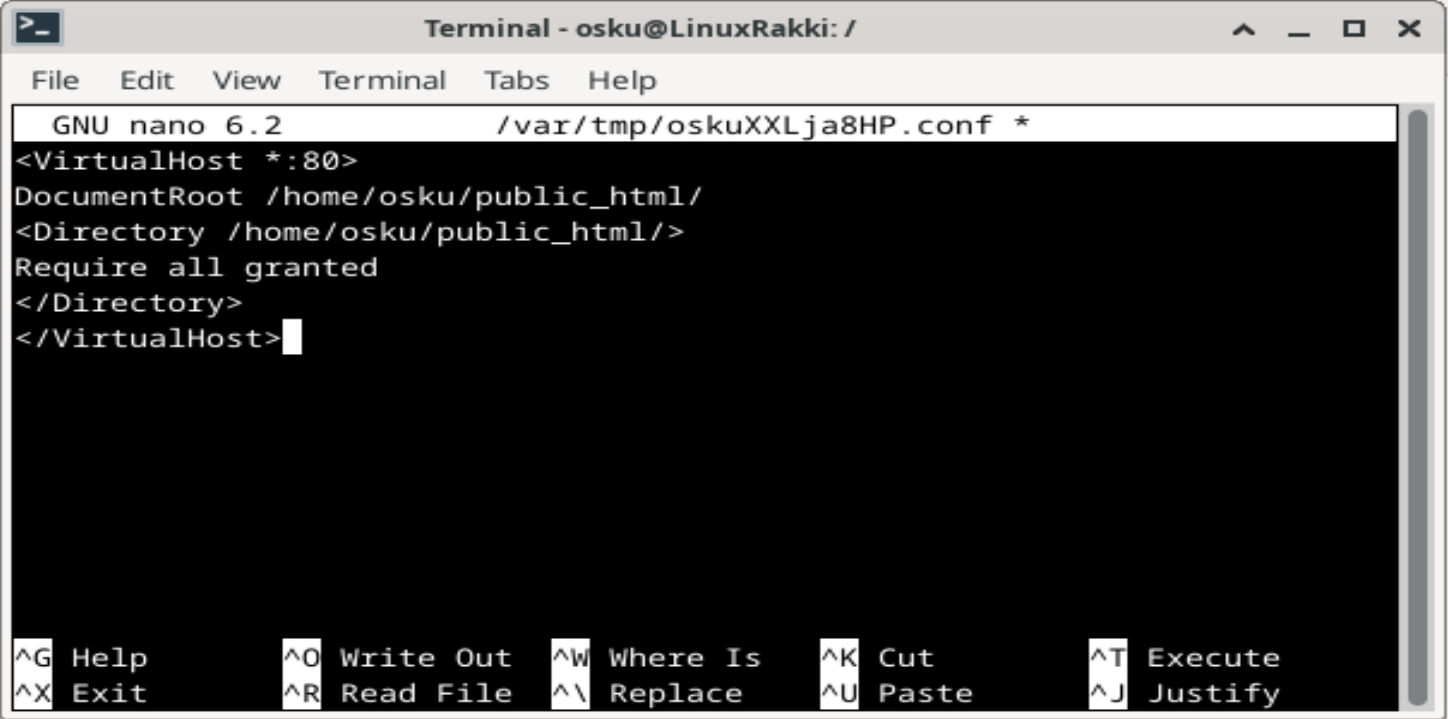 Terminal - osku@LinuxRakki: /
File Edit View Terminal Tabs Help
GNU nano 6.2 /var/tmp/oskuXXLja8HP.conf *
<VirtualHost *:80>
DocumentRoot /home/osku/public_html/
<Directory /home/osku/public_html/>
Require all granted
</Directory>
</VirtualHost>
^G Help ^O Write Out ^W Where Is ^K Cut ^T Execute
^X Exit ^R Read File ^\ Replace ^U Paste ^J Justify